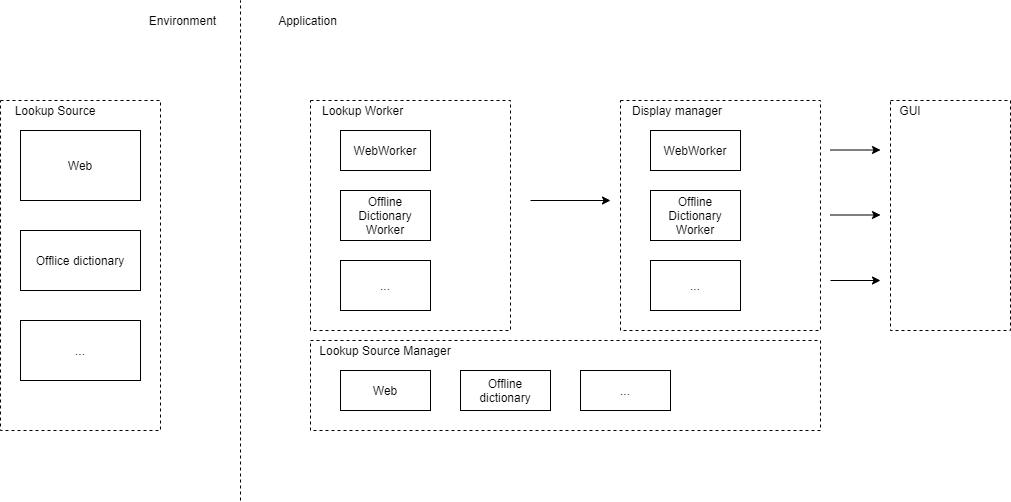 Environment
Application
Lookup Source
Web
Offlice dictionary
...
Lookup Worker
WebWorker
Offline
Dictionary
Worker
...
Display manager
WebWorker
Offline
Dictionary
Worker
...
GUI
Lookup Source Manager
Web
Offline
dictionary
...